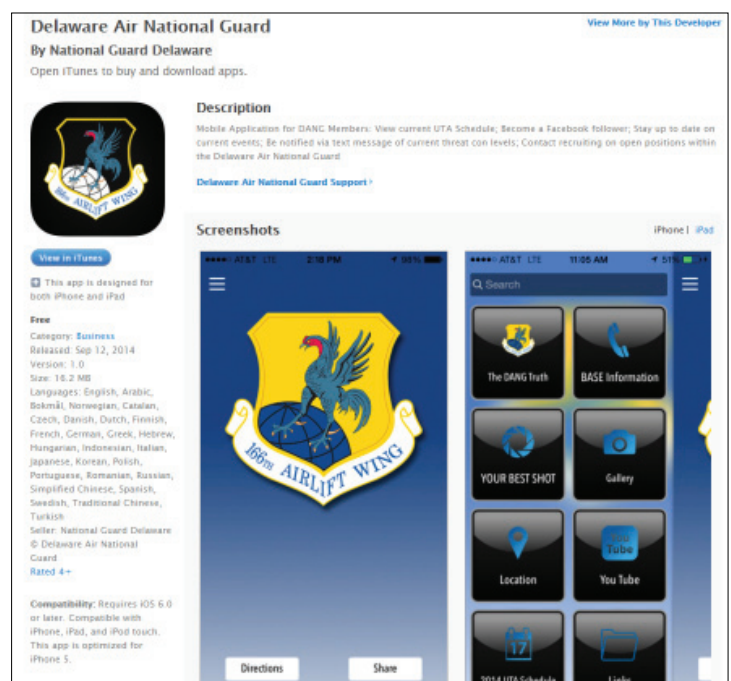 Delaware Air National Guard
View More by This Developer
By National Guard Delaware
Open iTunes to buy and download apps.
166TH AIRLIFT WING
View in iTunes
This app is designed for
both iPhone and iPad
Free
Category: Business
Released: Sep 12, 2014
Version: 1.0
Size: 16.2 MB
Languages: English, Arabic,
Bokmål, Norwegian, Catalan,
Czech, Danish, Dutch, Finnish,
French, German, Greek, Hebrew,
Hungarian, Indonesian, Italian,
Japanese, Korean, Polish,
Portuguese, Romanian, Russian,
Simplified Chinese, Spanish,
Swedish, Traditional Chinese,
Turkish
Seller: National Guard Delaware
© Delaware Air National
Guard
Rated 4+
Compatibility: Requires iOS 6.0
or later. Compatible with
iPhone, iPad, and iPod touch.
This app is optimized for
iPhone 5.
Description
Mobile Application for DANG Members: View current UTA Schedule; Become a Facebook follower; Stay up to date on
current events; Be notified via text message of current threat con levels; Contact recruiting on open positions within
the Delaware Air National Guard
Delaware Air National Guard Support
Screenshots
iPhone | iPad
AT&T LTE 2:18 PM 98%
166TH AIRLIFT WING
Directions
Share
AT&T LTE 11:05 AM 51%
Search
The DANG Truth
BASE Information
YOUR BEST SHOT
Gallery
Location
You Tube
You Tube
17
2014 UTA Schedule
Links